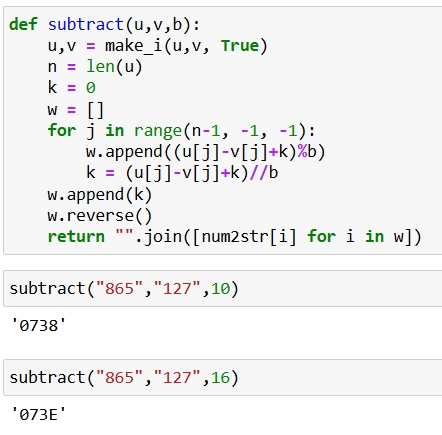 def subtract(u,v,b):
    u,v = make_i(u,v, True)
    n = len(u)
    k = 0
    w = []
    for j in range(n-1, -1, -1):
        w.append((u[j]-v[j]+k)%b)
        k = (u[j]-v[j]+k)//b
    w.append(k)
    w.reverse()
    return "".join([num2str[i] for i in w])
subtract("865","127",10)
'0738'
subtract("865","127",16)
'073E'